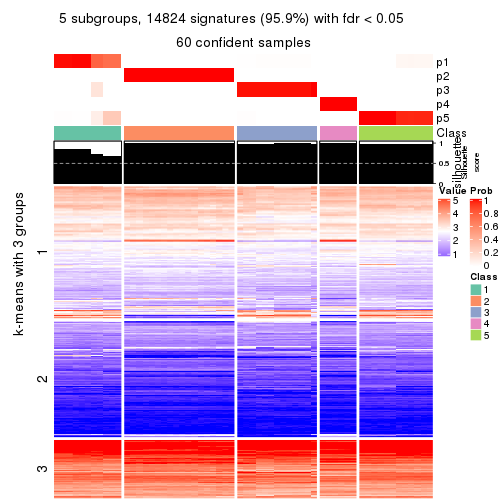 5 subgroups, 14824 signatures (95.9%) with fdr < 0.05
60 confident samples
p1
p2
p3
p4
p5
Class
1
0.5
0
silhouette
Silhouette
score
k-means with 3 groups
1
2
3
Value
5
4
3
2
1
Prob
1
0.8
0.6
0.4
0.2
0
Class
1
2
3
4
5